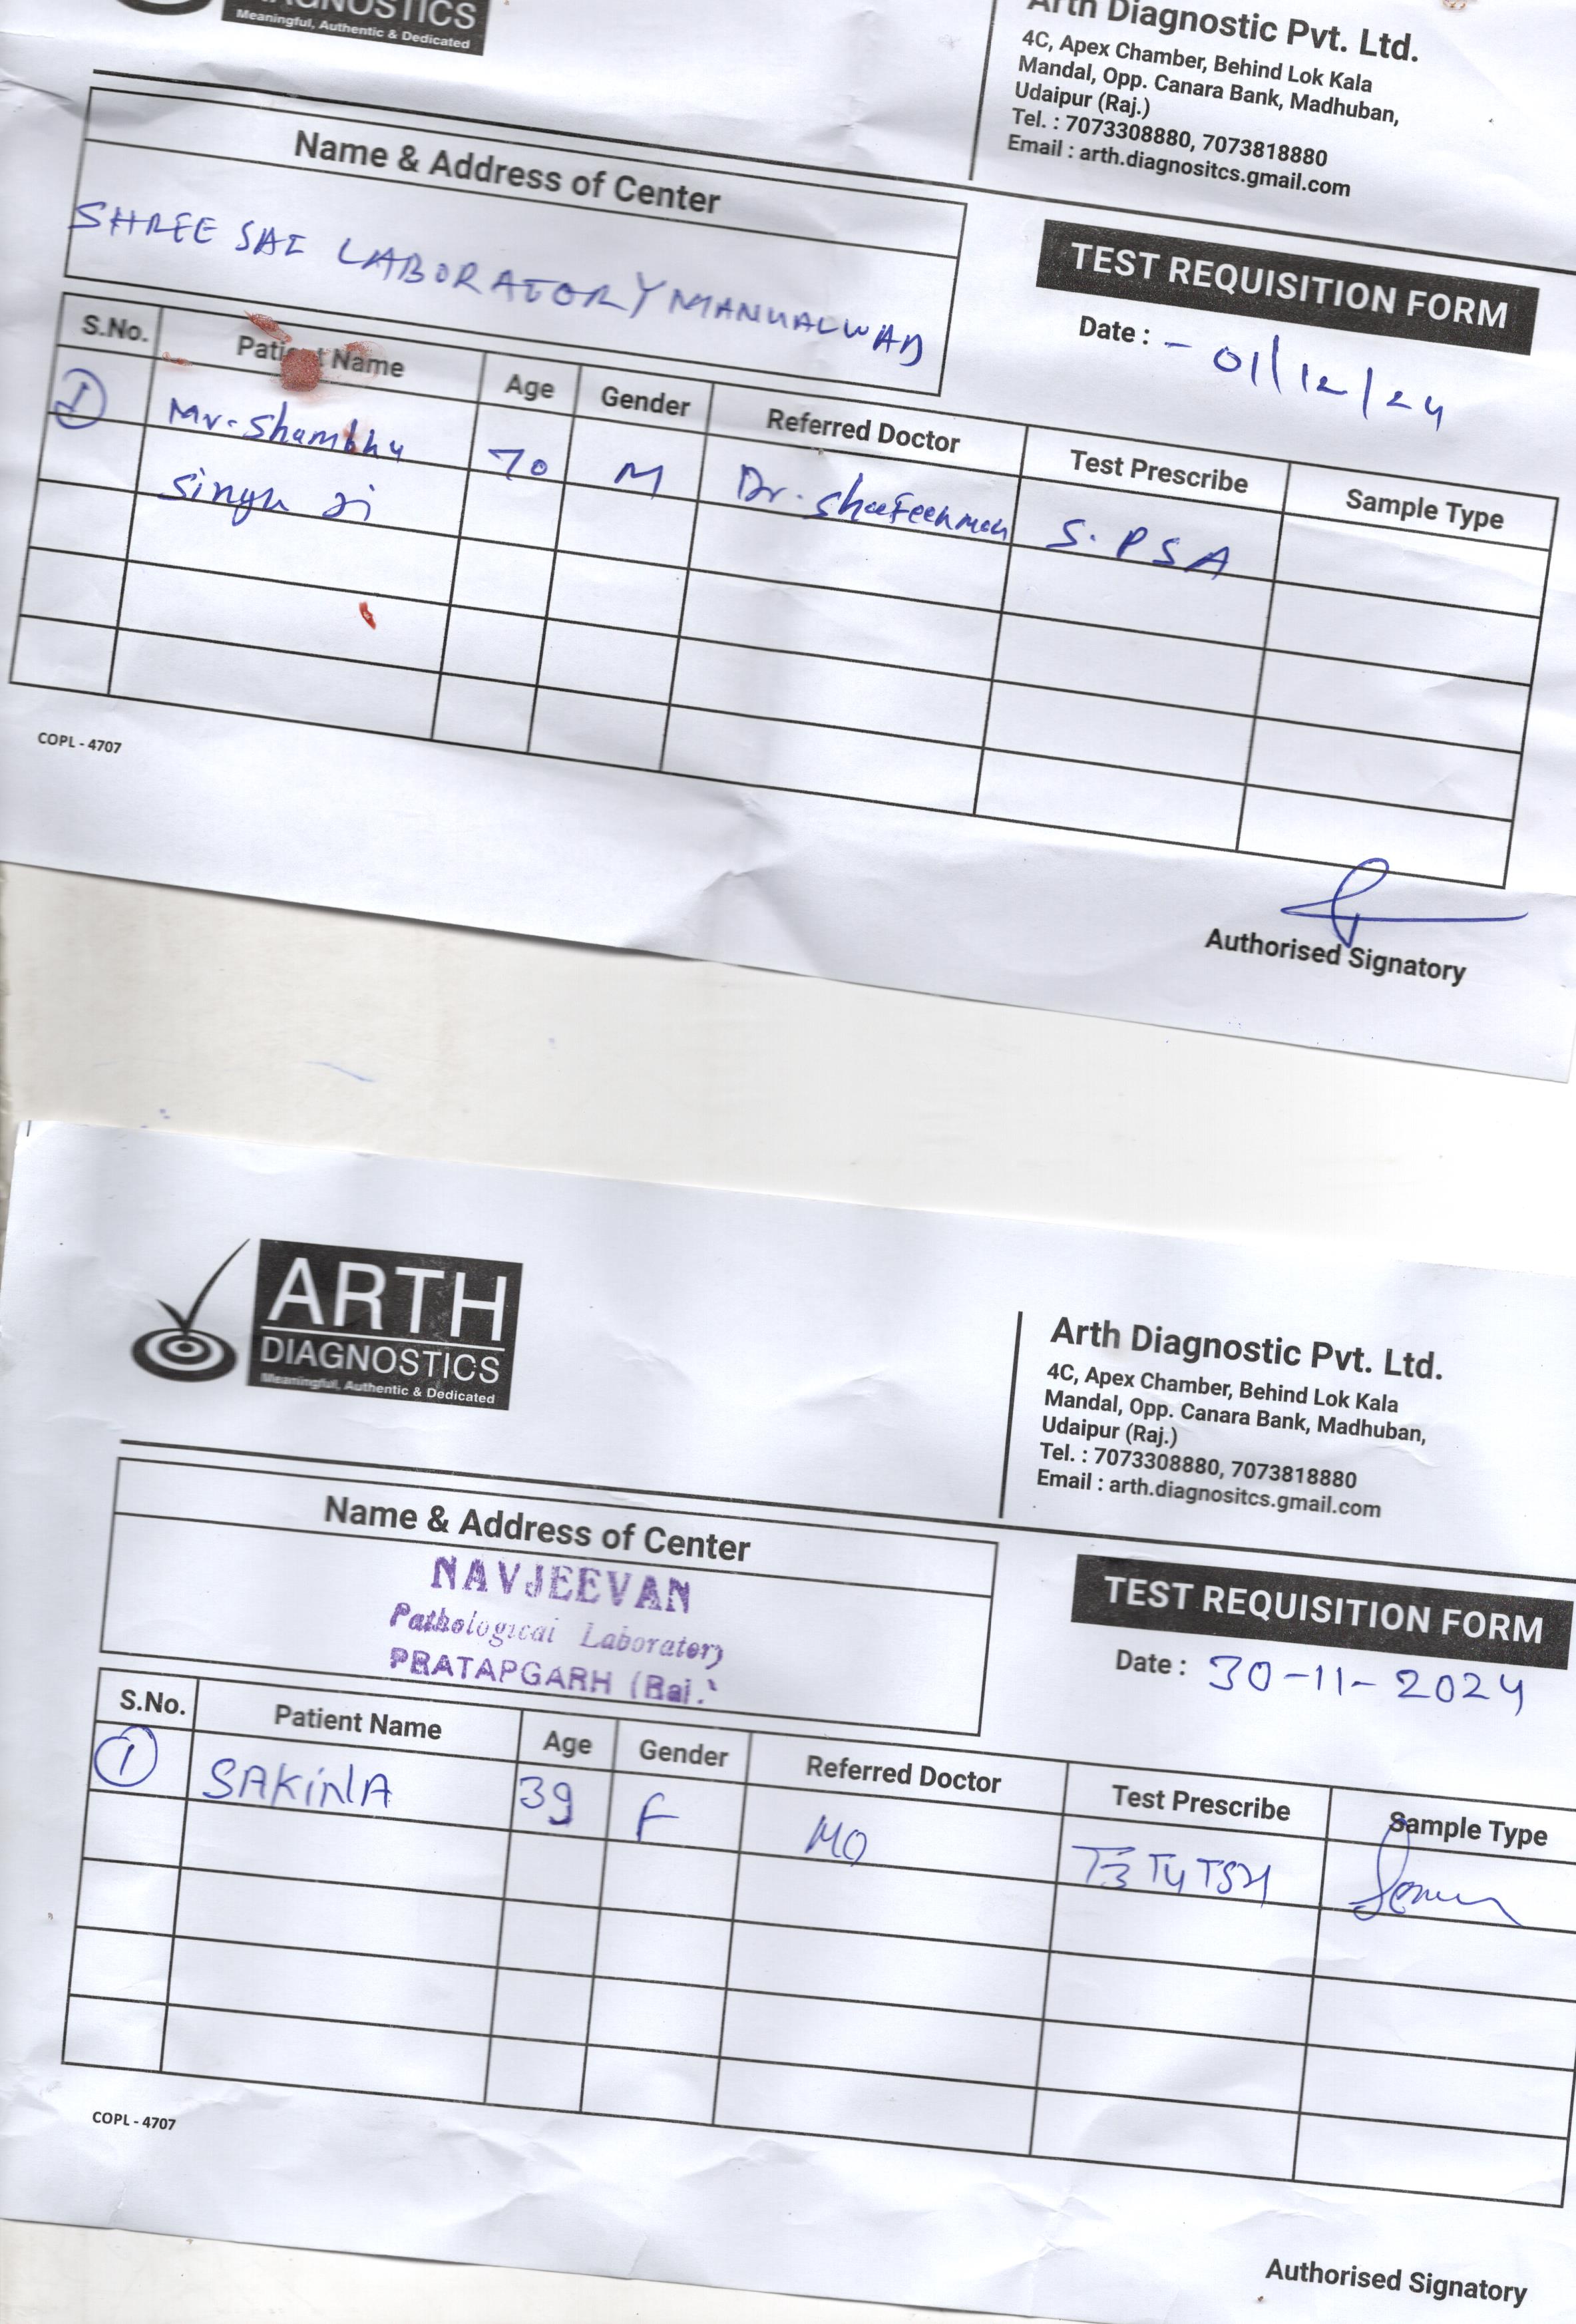 DIAGNOSTICS
Meaningful, Authentic & Dedicated
Arth Diagnostic Pvt. Ltd.
4C, Apex Chamber, Behind Lok Kala
Mandal, Opp. Canara Bank, Madhuban,
Udaipur (Raj.)
Tel. : 7073308880, 7073818880
Email : arth.diagnositcs.gmail.com
Name & Address of Center
SHREE SAI LABORATORY MANUALWAD
TEST REQUISITION FORM
Date : - 01/12/24
S.No. Patient Name Age Gender Referred Doctor Test Prescribe Sample Type
1 Mr. Shambhu 70 M Dr. S. PSA
Singh Ji
COPL - 4707
Authorised Signatory
ARTH
DIAGNOSTICS
Meaningful, Authentic & Dedicated
Arth Diagnostic Pvt. Ltd.
4C, Apex Chamber, Behind Lok Kala
Mandal, Opp. Canara Bank, Madhuban,
Udaipur (Raj.)
Tel. : 7073308880, 7073818880
Email : arth.diagnositcs.gmail.com
Name & Address of Center
NAVJEEVAN
Pathological Laboratory
PRATAPGARH (Raj.)
TEST REQUISITION FORM
Date : 30-11-2024
S.No. Patient Name Age Gender Referred Doctor Test Prescribe Sample Type
1 SAKINA 39 F MO T3 T4 TSH Serum
COPL - 4707
Authorised Signatory